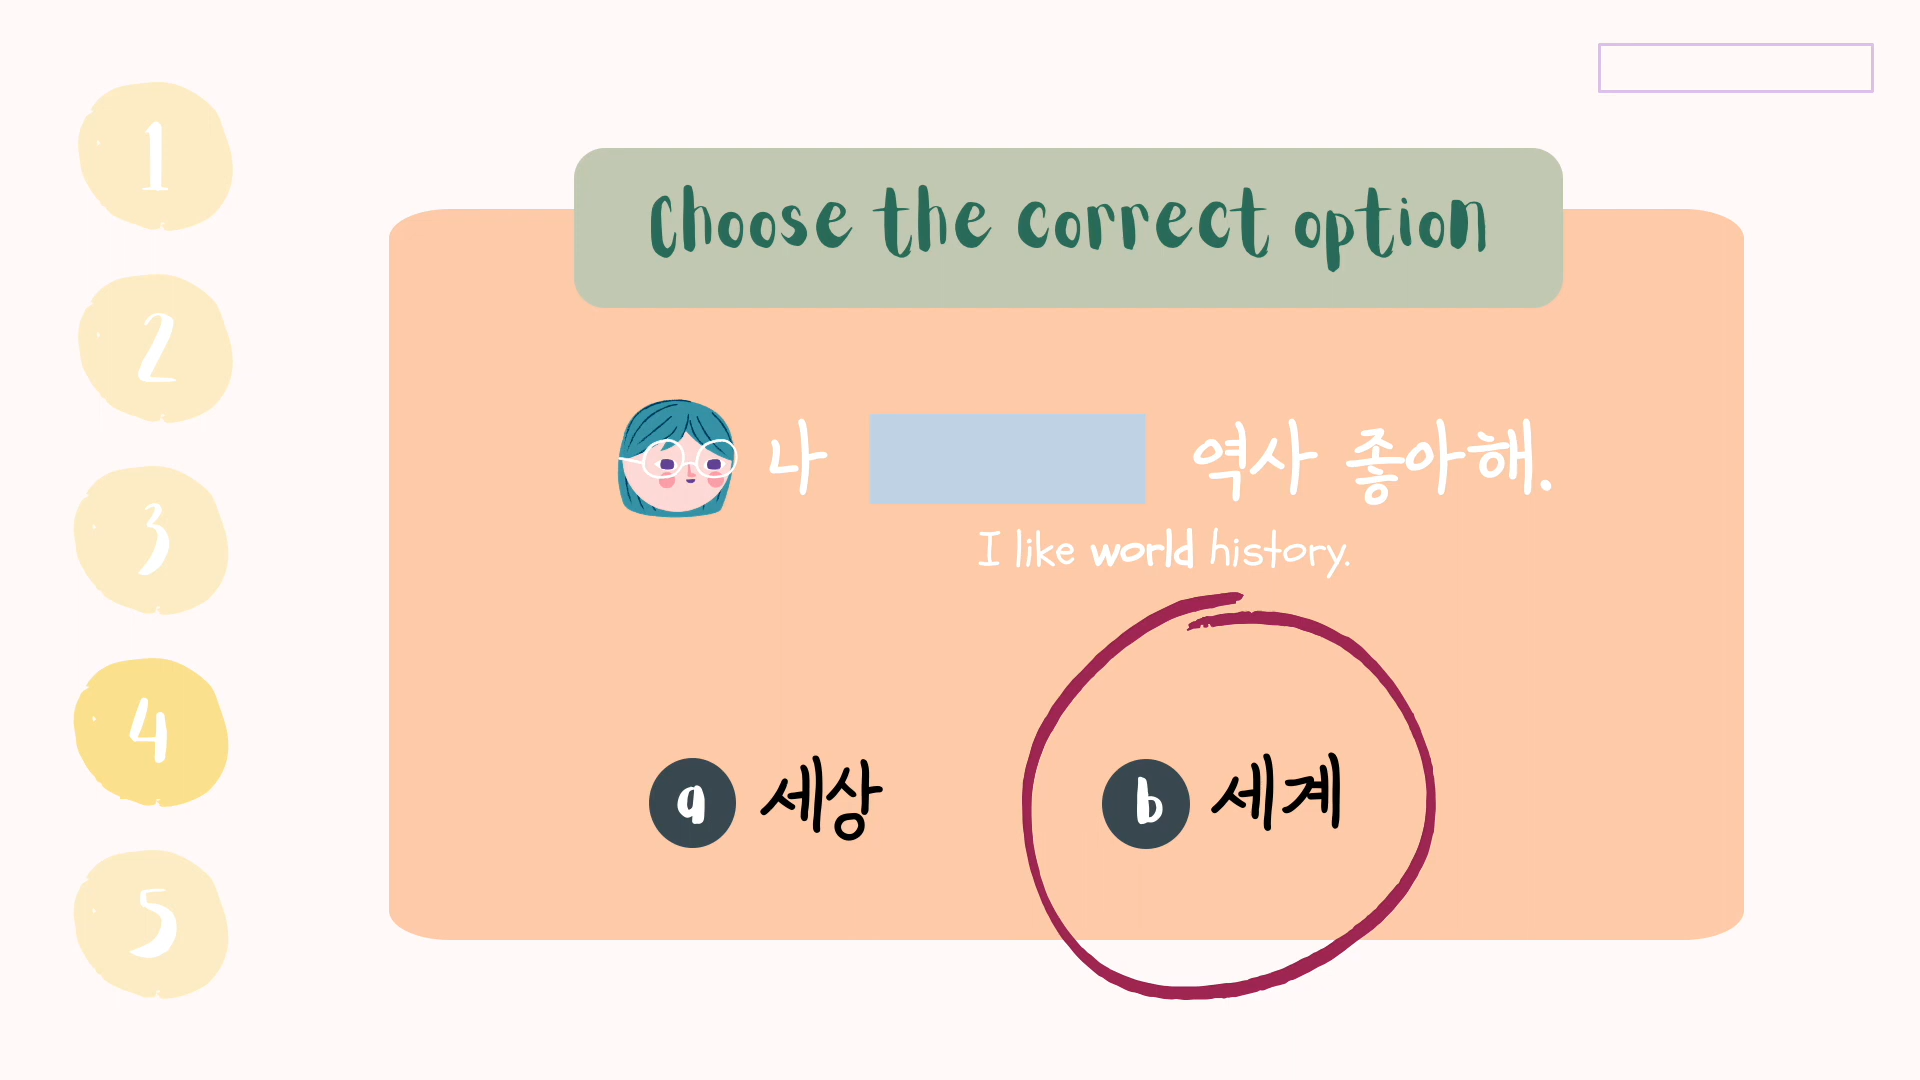 1
2
3
4
5
Choose the correct option
나 역사 좋아해.
I like world history.
a 세상
b 세계